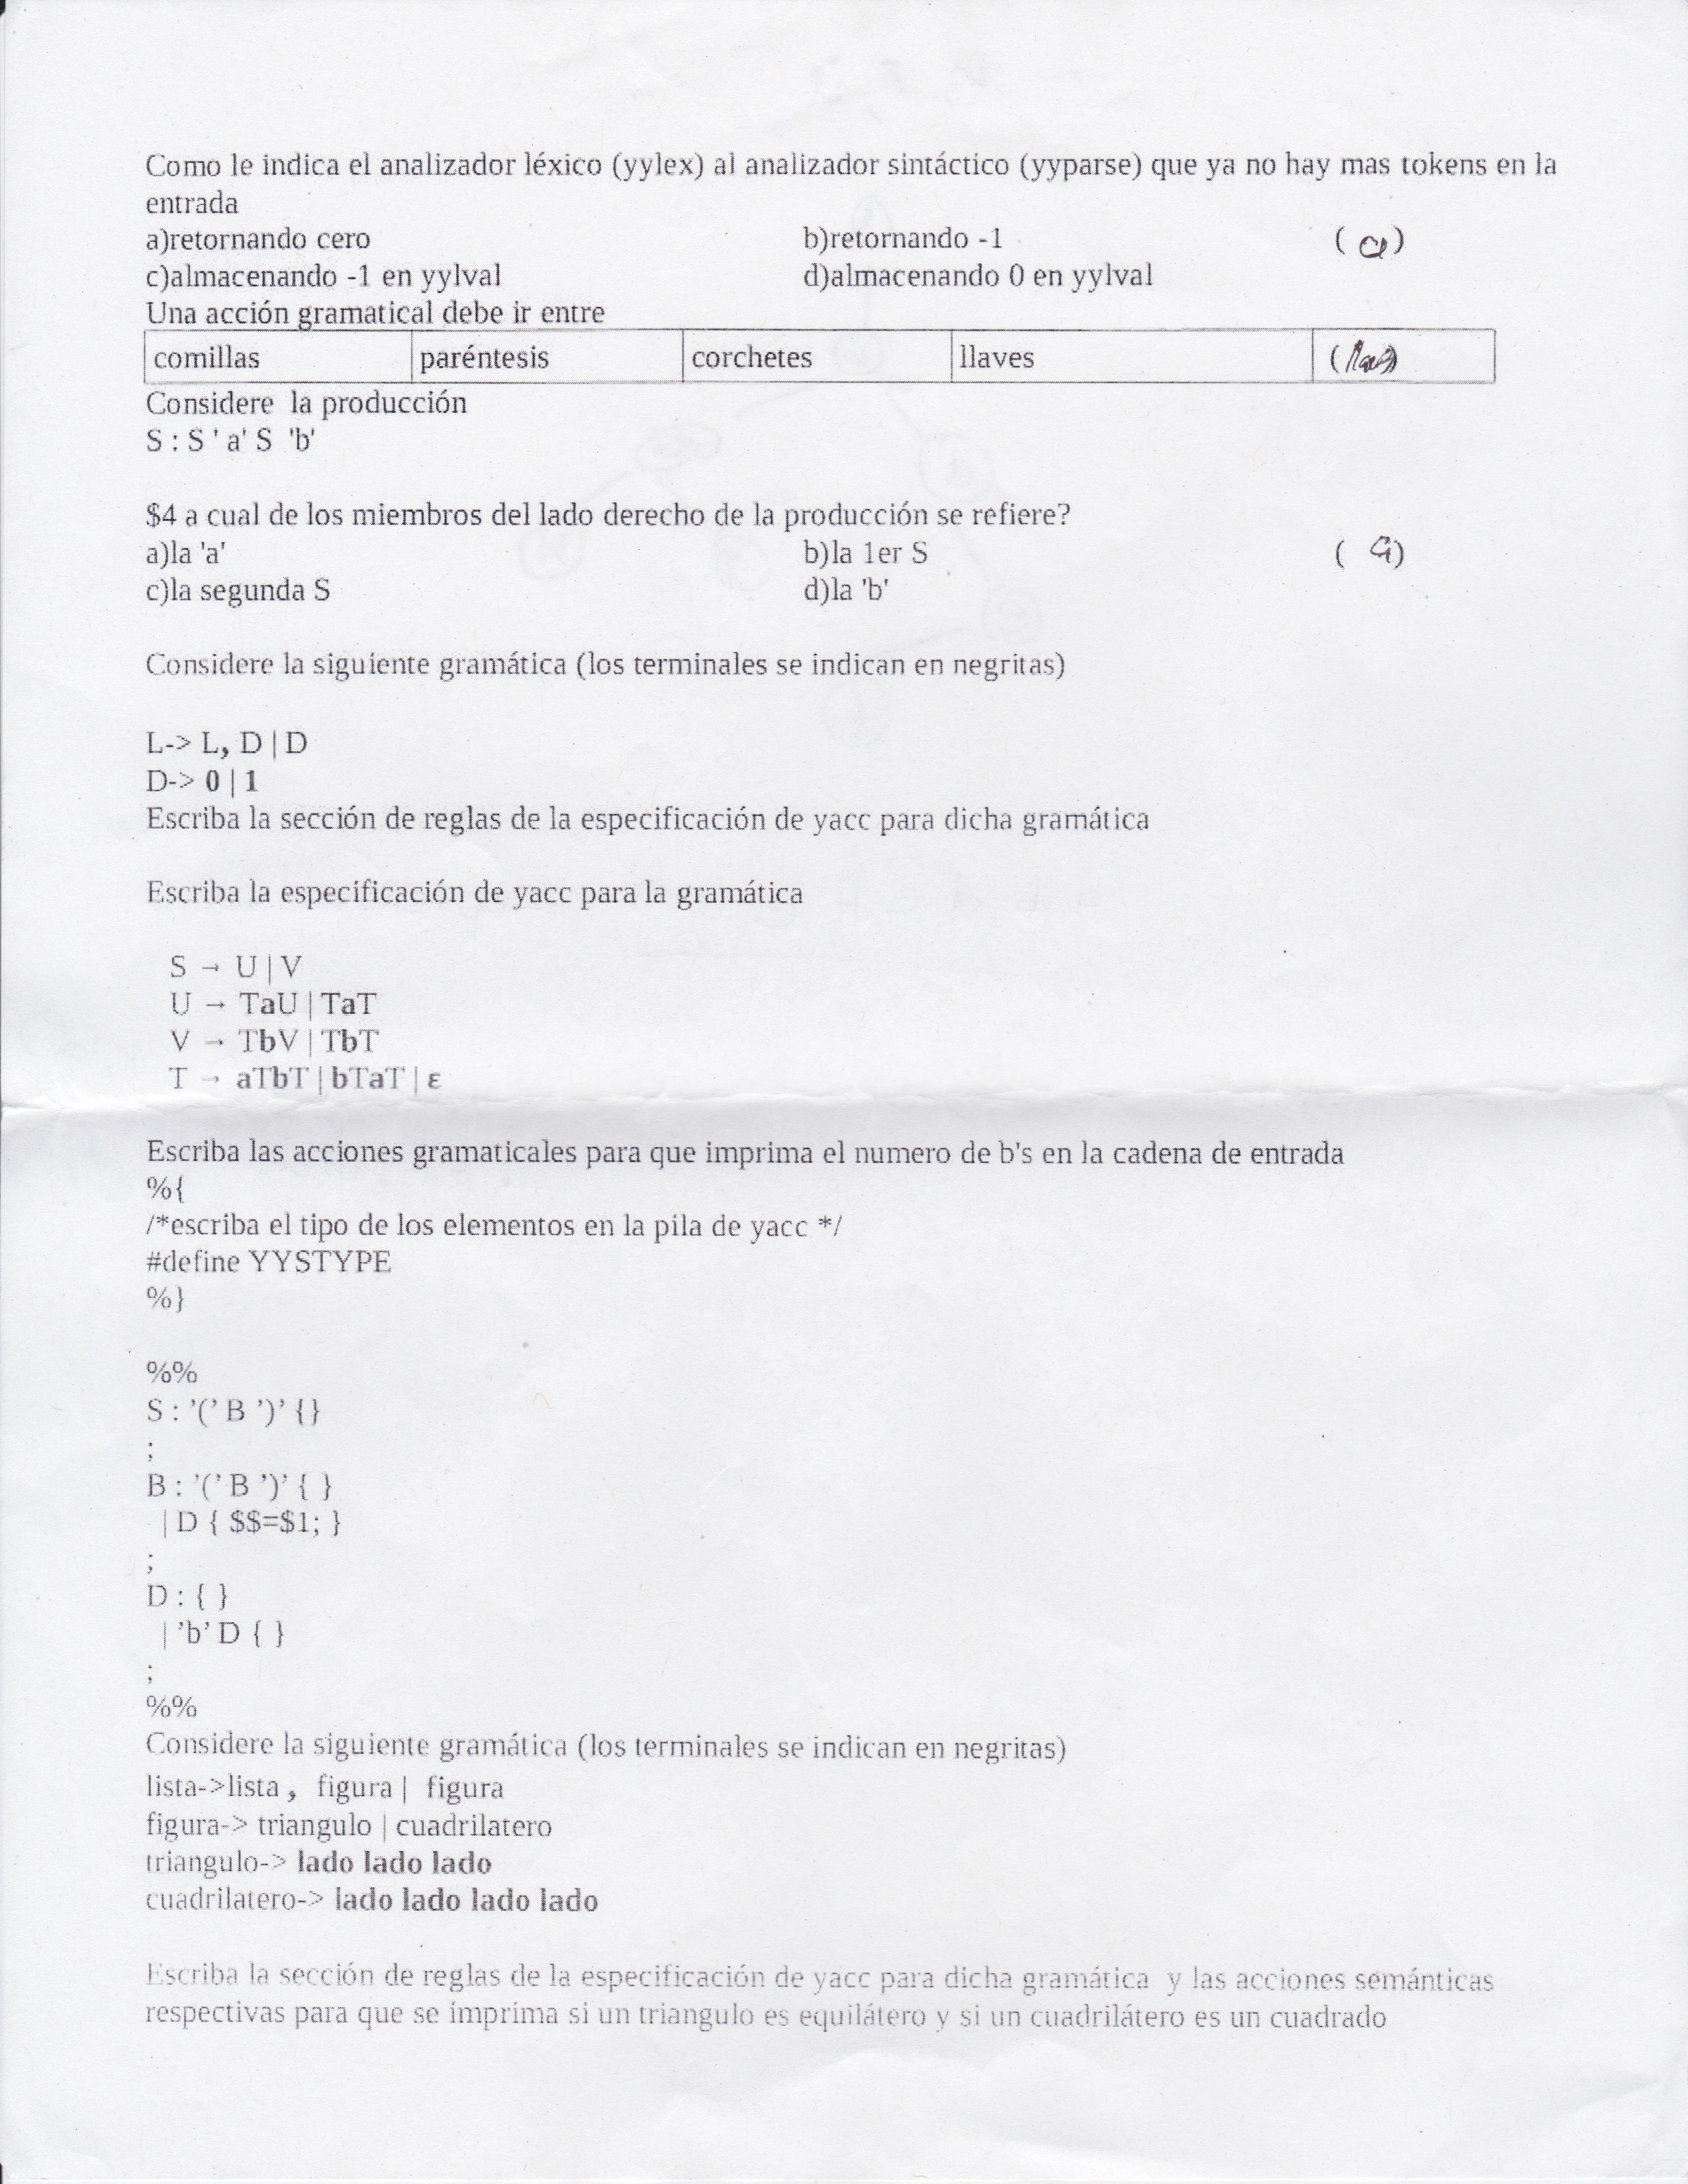 Como le indica el analizador léxico (yylex) al analizador sintáctico (yyparse) que ya no hay mas tokens en la
entrada
a)retornando cero b)retornando -1 ( a )
c)almacenando -1 en yylval d)almacenando 0 en yylval
Una acción gramatical debe ir entre
comillas paréntesis corchetes llaves ( )
Considere la producción
S : S ' a' S 'b'
$4 a cual de los miembros del lado derecho de la producción se refiere?
a)la 'a' b)la 1er S ( )
c)la segunda S d)la 'b'
Considere la siguiente gramática (los terminales se indican en negritas)
L-> L, D | D
D-> 0 | 1
Escriba la sección de reglas de la especificación de yacc para dicha gramática
Escriba la especificación de yacc para la gramática
S → U | V
U → TaU | TaT
V → TbV | TbT
T → aTbT | bTaT | ε
Escriba las acciones gramaticales para que imprima el numero de b's en la cadena de entrada
%{
/*escriba el tipo de los elementos en la pila de yacc */
#define YYSTYPE
%}
%%
S : ’(’ B ’)’ {}
;
B : ’(’ B ’)’ { }
| D { $$=$1; }
;
D : { }
| ’b’ D { }
;
%%
Considere la siguiente gramática (los terminales se indican en negritas)
lista->lista , figura | figura
figura-> triangulo | cuadrilatero
triangulo-> lado lado lado
cuadrilatero-> lado lado lado lado
Escriba la sección de reglas de la especificación de yacc para dicha gramática y las acciones semánticas
respectivas para que se imprima si un triangulo es equilátero y si un cuadrilátero es un cuadrado